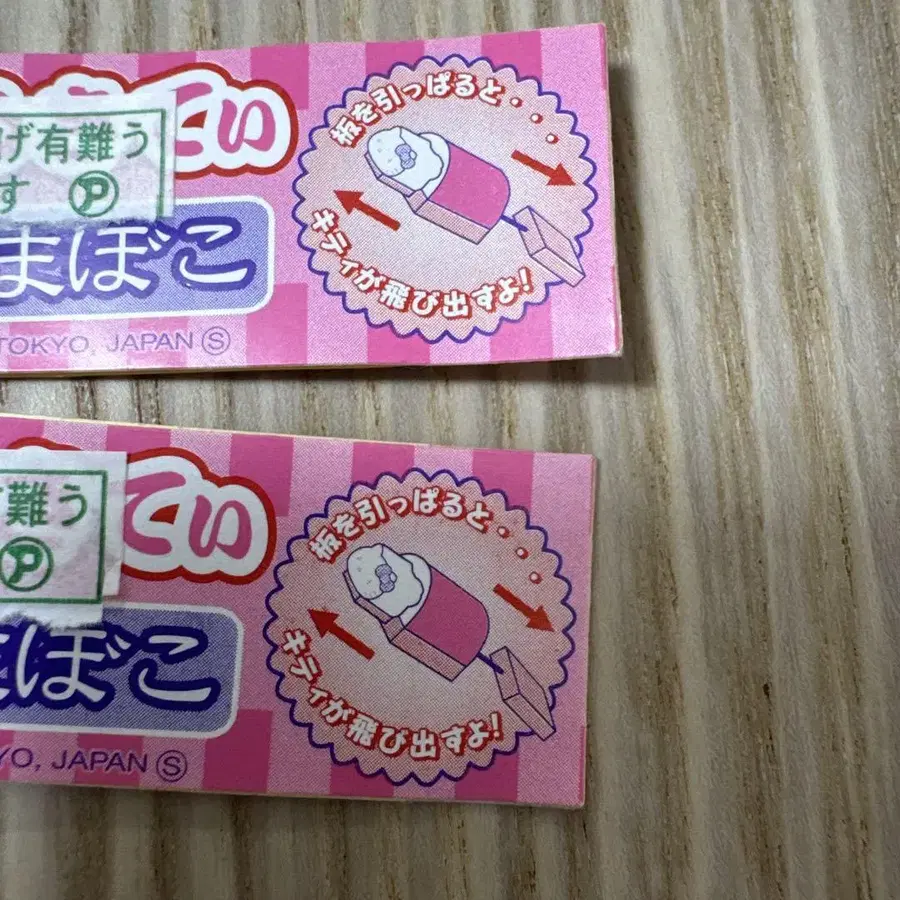 てぃ
げ有難う
す Ⓟ
まぼこ
TOKYO, JAPAN Ⓢ
板を引っぱると・・・
キティが飛び出すよ!
てぃ
難う
Ⓟ
ぼこ
YO, JAPAN Ⓢ
板を引っぱると・・・
キティが飛び出すよ!